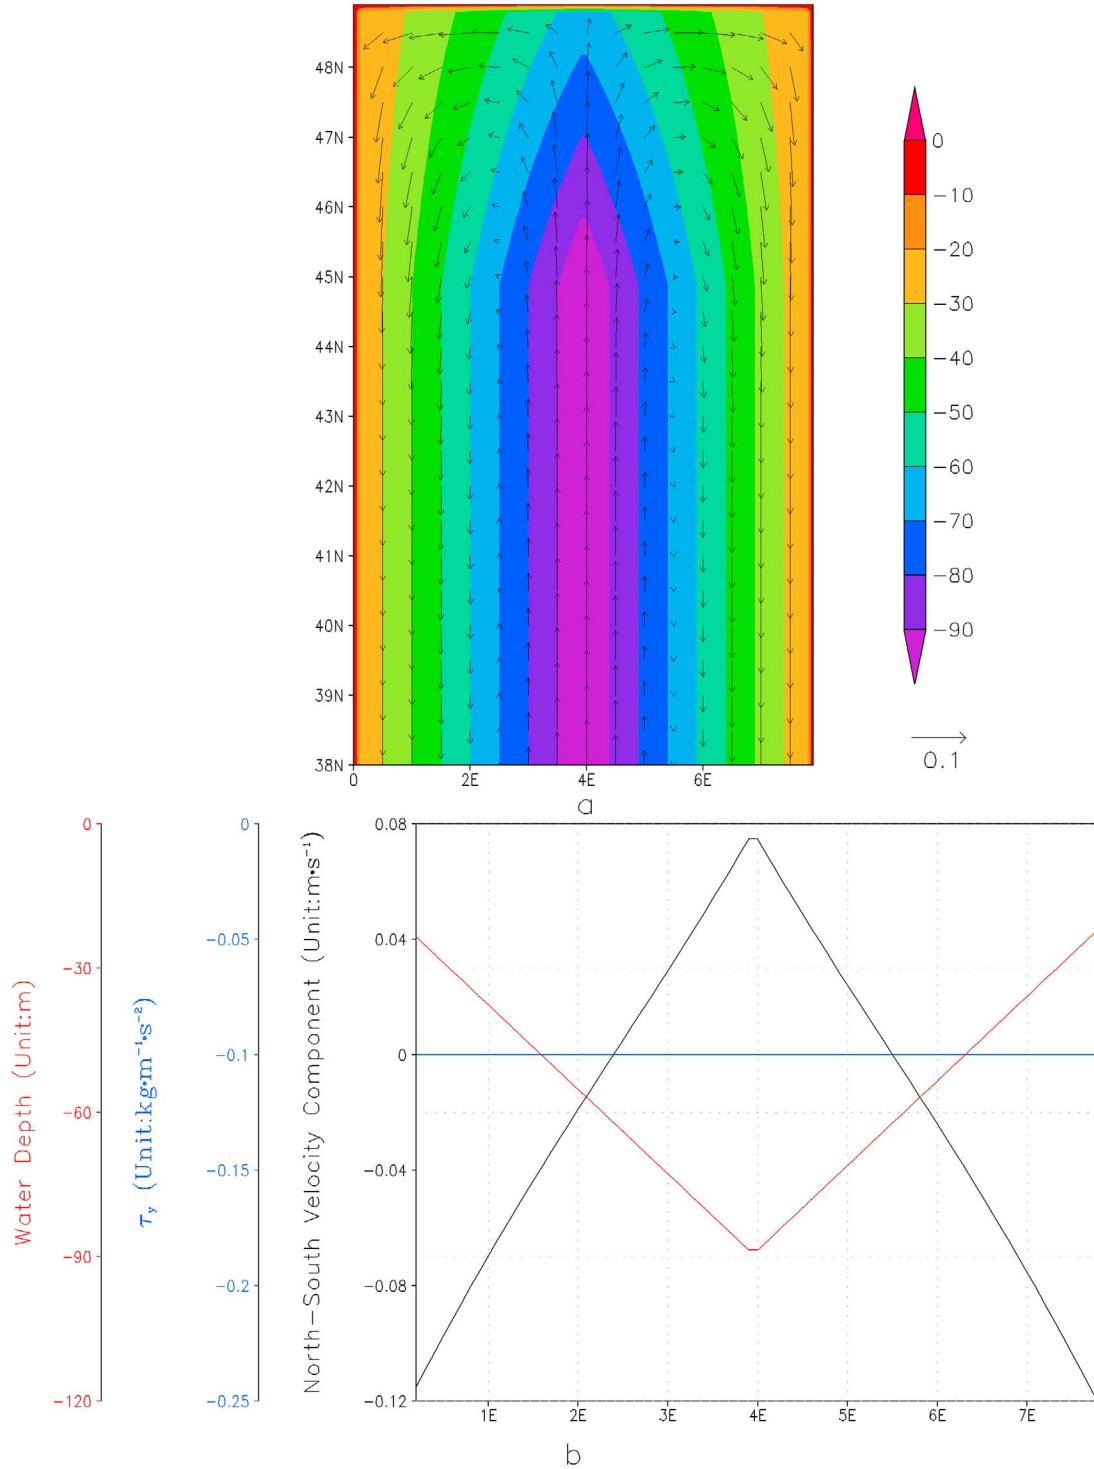 48N
47N
46N
45N
44N
43N
42N
41N
40N
39N
38N
0
2E
4E
6E
a
0
−10
−20
−30
−40
−50
−60
−70
−80
−90
0.1
Water Depth (Unit:m)
0
−30
−60
−90
−120
τy (Unit:kg•m⁻¹•s⁻²)
0
−0.05
−0.1
−0.15
−0.2
−0.25
North−South Velocity Component (Unit:m•s⁻¹)
0.08
0.04
0
−0.04
−0.08
−0.12
1E
2E
3E
4E
5E
6E
7E
b